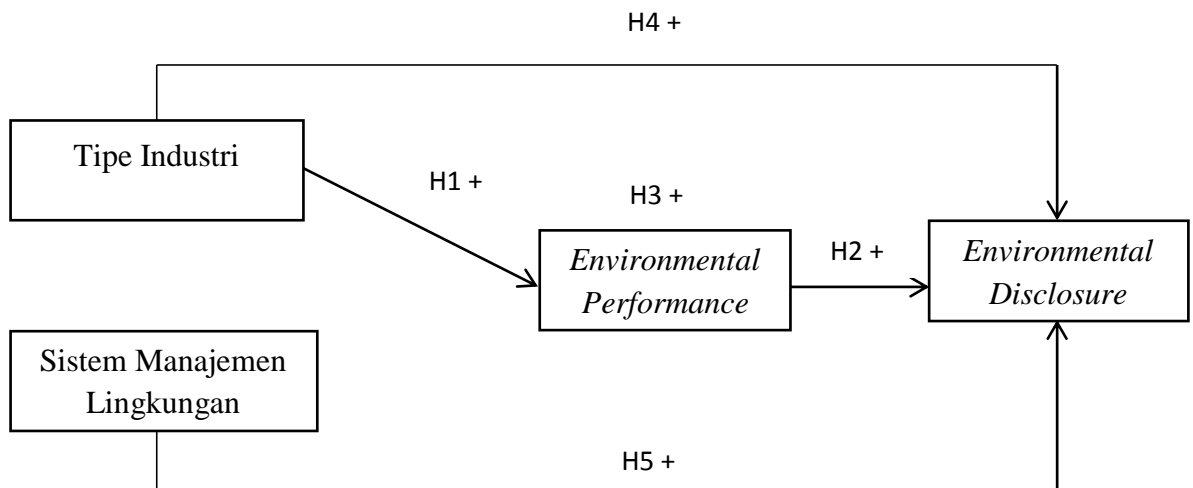 H4 +
Tipe Industri
H1 +
H3 +
Environmental
Performance
H2 +
Environmental
Disclosure
Sistem Manajemen
Lingkungan
H5 +